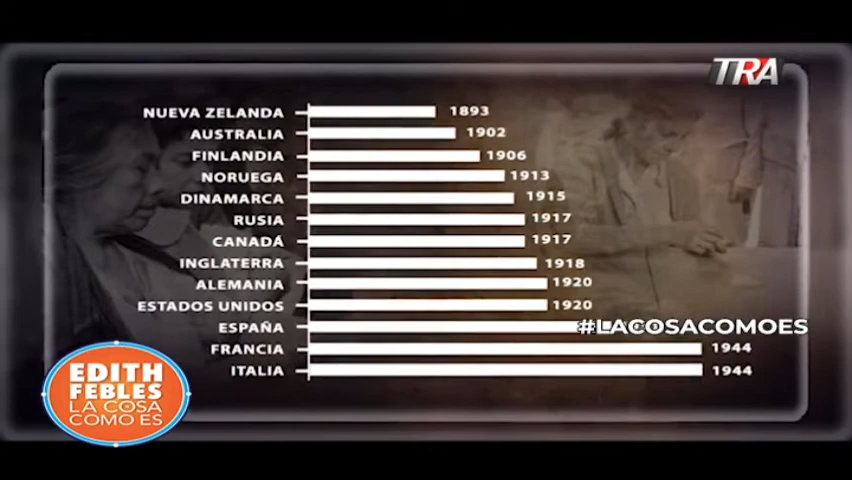 TRA
NUEVA ZELANDA 1893
AUSTRALIA 1902
FINLANDIA 1906
NORUEGA 1913
DINAMARCA 1915
RUSIA 1917
CANADÁ 1917
INGLATERRA 1918
ALEMANIA 1920
ESTADOS UNIDOS 1920
ESPAÑA
#LACOSACOMOES
FRANCIA 1944
ITALIA 1944
EDITH
FEBLES
LA COSA
COMO ES